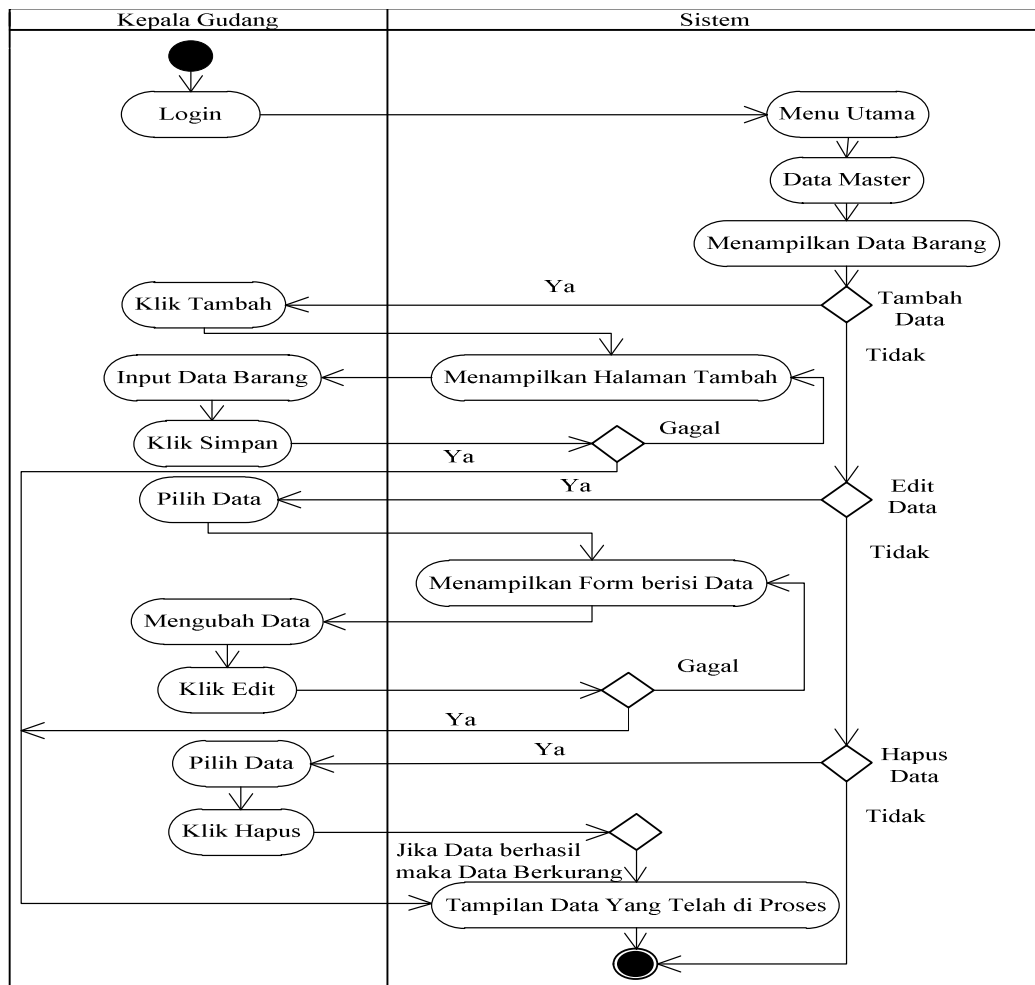 Kepala Gudang
Sistem
Login
Menu Utama
Data Master
Menampilkan Data Barang
Ya
Klik Tambah
Tambah
Data
Tidak
Input Data Barang
Menampilkan Halaman Tambah
Klik Simpan
Gagal
Ya
Pilih Data
Ya
Edit
Data
Tidak
Menampilkan Form berisi Data
Mengubah Data
Gagal
Klik Edit
Ya
Ya
Pilih Data
Hapus
Data
Tidak
Klik Hapus
Jika Data berhasil
maka Data Berkurang
Tampilan Data Yang Telah di Proses